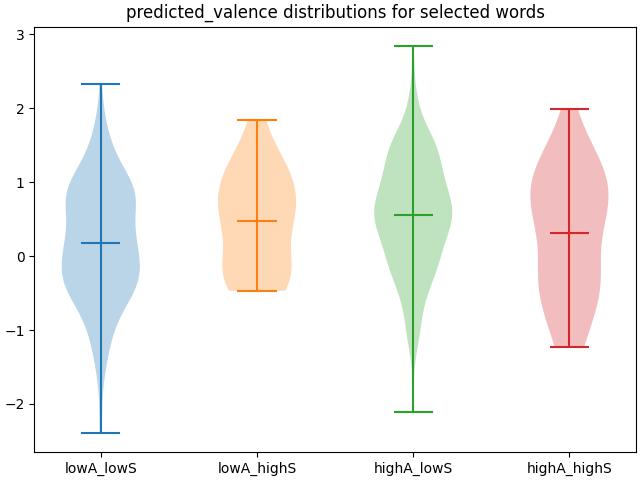 predicted_valence distributions for selected words
3
2
1
0
−1
−2
lowA_lowS
lowA_highS
highA_lowS
highA_highS